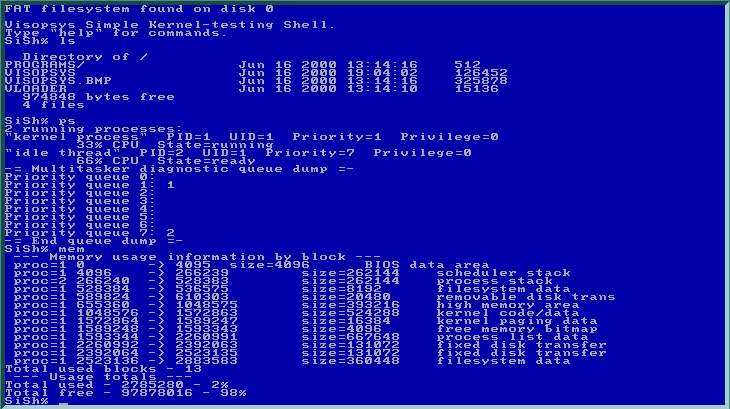 FAT filesystem found on disk 0
Visopsys Simple Kernel-testing Shell.
Type "help" for commands.
SiSh% ls
Directory of /
PROGRAMS/ Jun 16 2000 13:14:16 512
VISOPSYS Jun 16 2000 19:04:02 126452
VISOPSYS.BMP Jun 16 2000 13:14:16 325878
VLOADER Jun 16 2000 13:14:10 15136
974848 bytes free
4 files
SiSh% ps
2 running processes:
"kernel process" PID=1 UID=1 Priority=1 Privilege=0
33% CPU State=running
"idle thread" PID=2 UID=1 Priority=7 Privilege=0
66% CPU State=ready
-= Multitasker diagnostic queue dump =-
Priority queue 0:
Priority queue 1: 1
Priority queue 2:
Priority queue 3:
Priority queue 4:
Priority queue 5:
Priority queue 6:
Priority queue 7: 2
-= End queue dump =-
SiSh% mem
--- Memory usage information by block ---
proc=1 0 -> 4095 size=4096 BIOS data area
proc=1 4096 -> 266239 size=262144 scheduler stack
proc=2 266240 -> 528383 size=262144 process stack
proc=1 528384 -> 536575 size=8192 filesystem data
proc=1 589824 -> 610303 size=20480 removable disk trans
proc=1 655360 -> 1048575 size=393216 high memory area
proc=1 1048576 -> 1572863 size=524288 kernel code/data
proc=1 1572864 -> 1589247 size=16384 kernel paging data
proc=1 1589248 -> 1593343 size=4096 free memory bitmap
proc=1 1593344 -> 2260991 size=667648 process list data
proc=1 2260992 -> 2392063 size=131072 fixed disk transfer
proc=1 2392064 -> 2523135 size=131072 fixed disk transfer
proc=1 2523136 -> 2883583 size=360448 filesystem data
Total used blocks - 13
--- Usage totals ---
Total used - 2785280 - 2%
Total free - 97878016 - 98%
SiSh% _